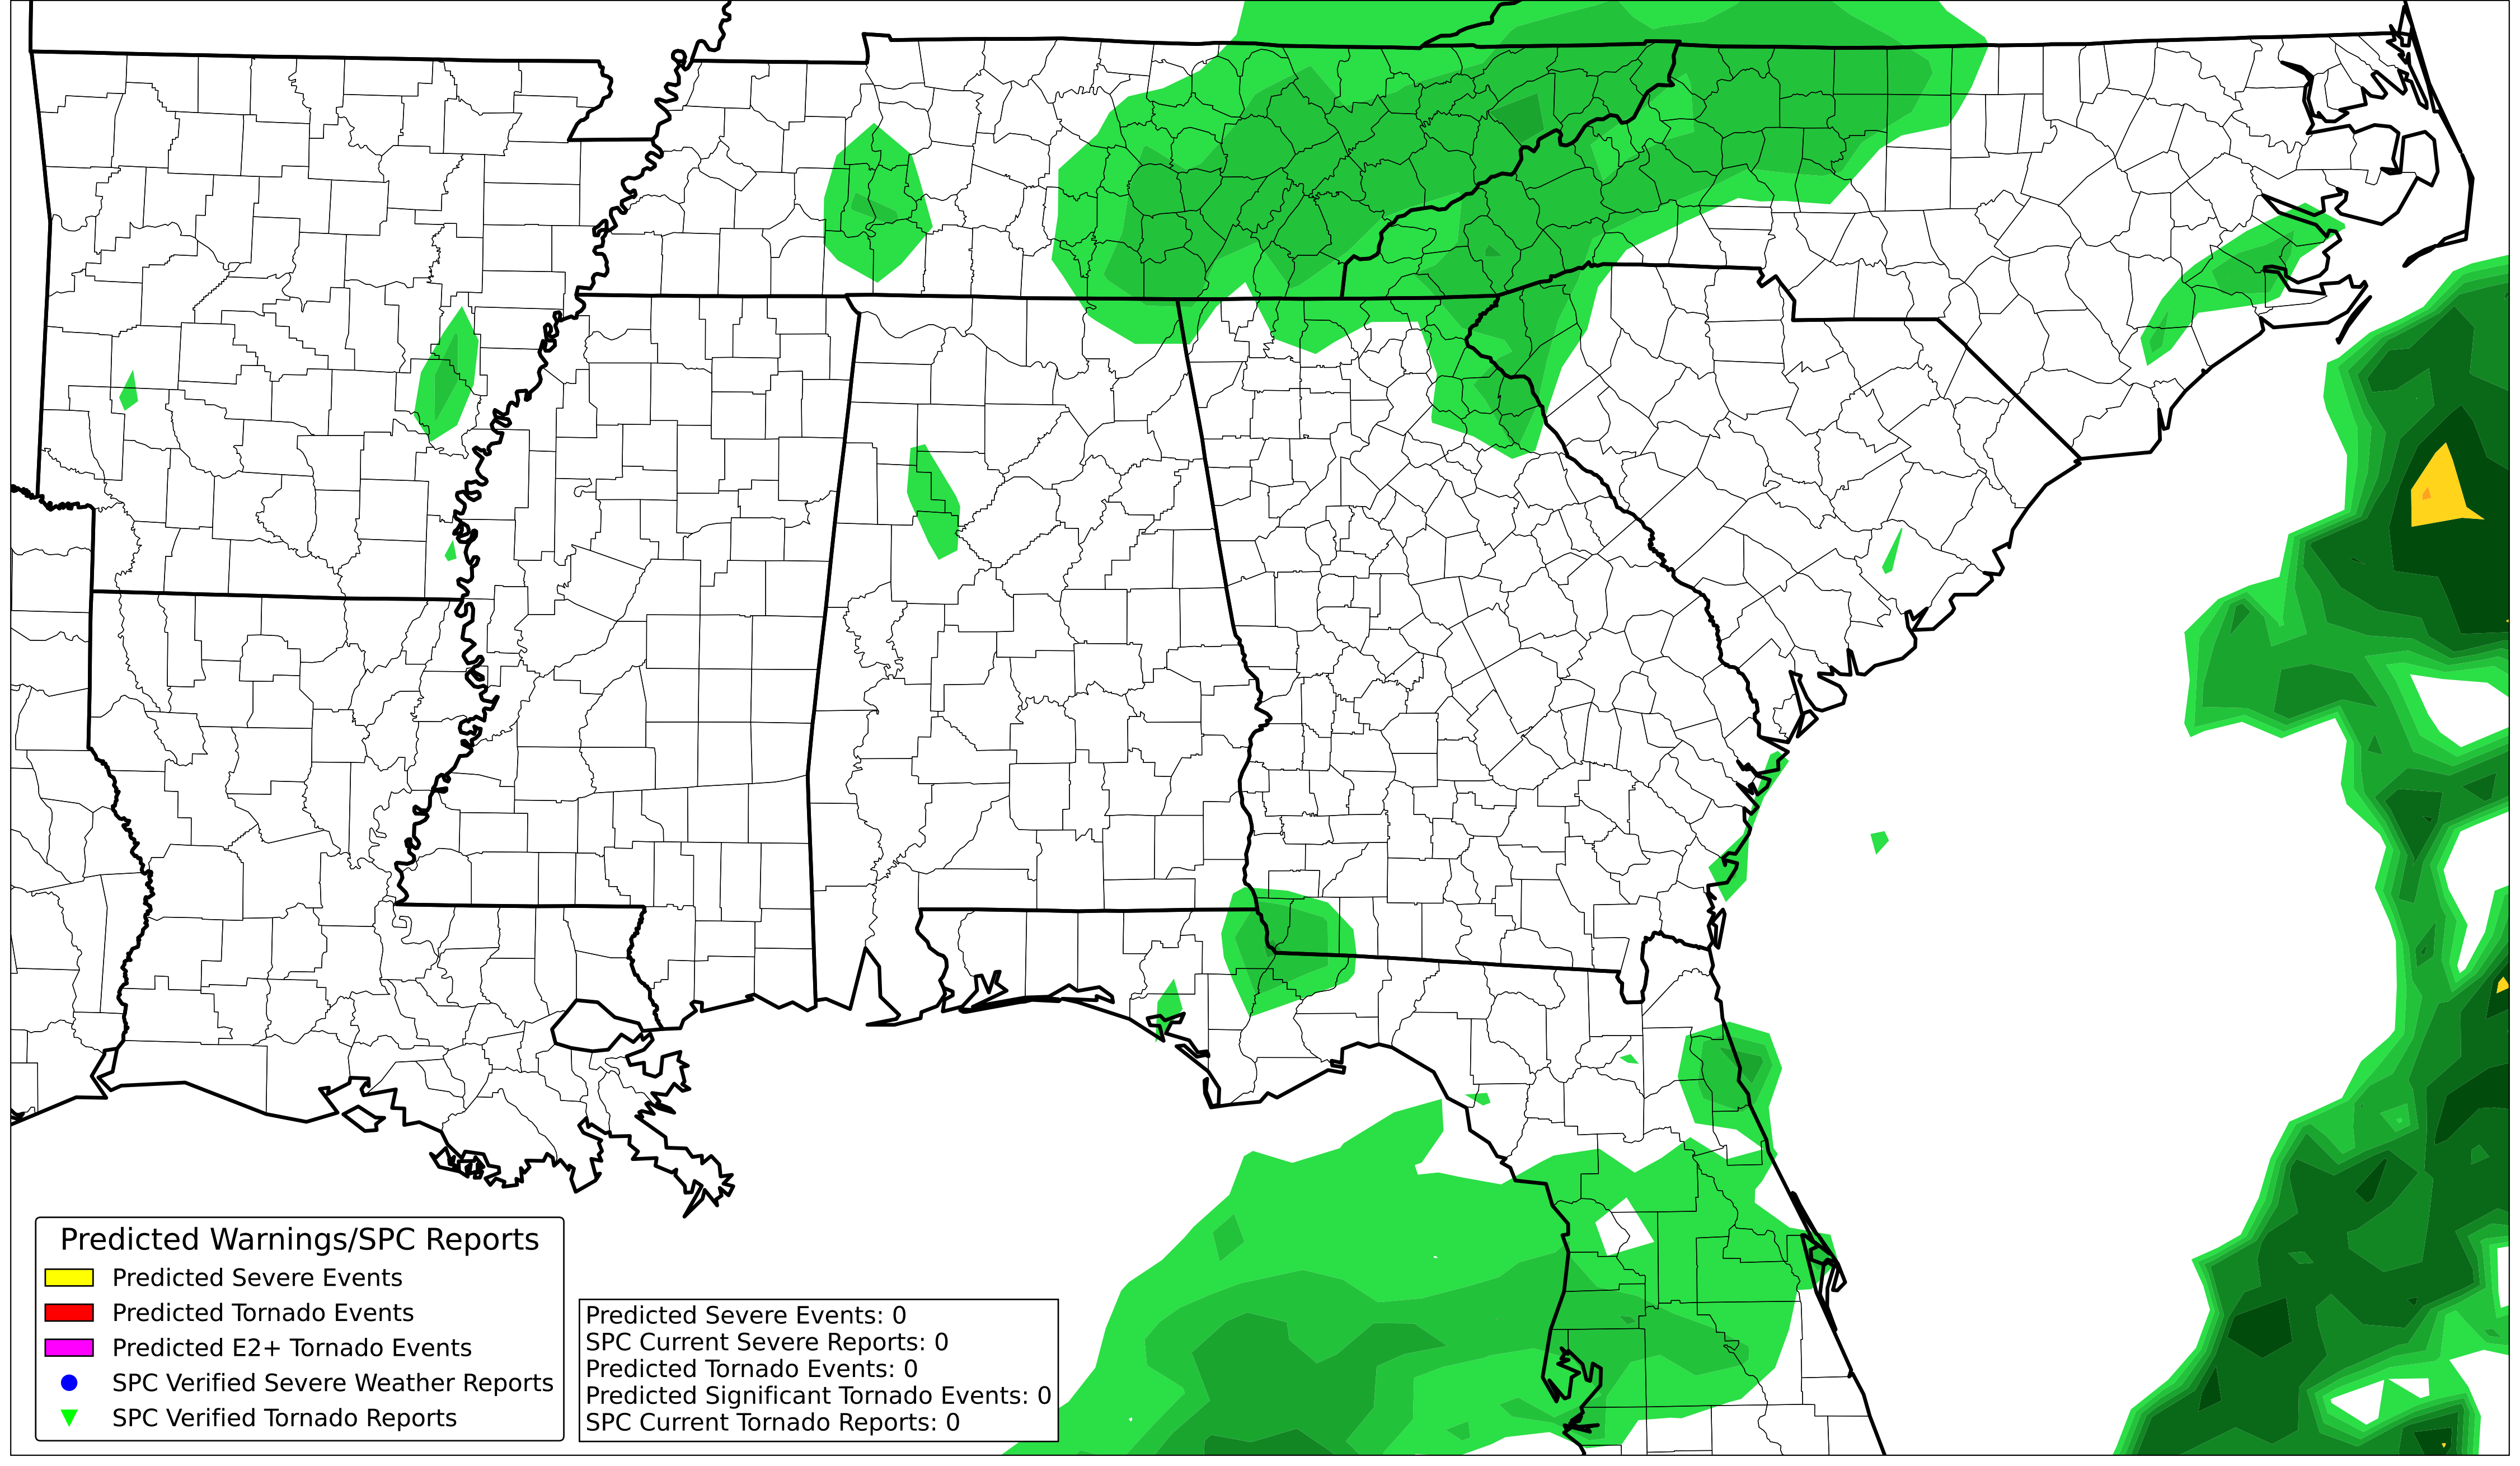 Predicted Warnings/SPC Reports
Predicted Severe Events
Predicted Tornado Events
Predicted E2+ Tornado Events
SPC Verified Severe Weather Reports
SPC Verified Tornado Reports
Predicted Severe Events: 0
SPC Current Severe Reports: 0
Predicted Tornado Events: 0
Predicted Significant Tornado Events: 0
SPC Current Tornado Reports: 0